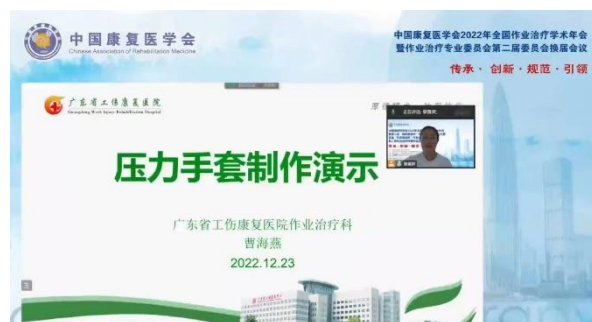 中国康复医学会
Chinese Association of Rehabilitation Medicine
中国康复医学会2022年全国作业治疗学术年会
暨作业治疗专业委员会第二届委员会换届会议
传承·创新·规范·引领
广东省工伤康复医院
Guangdong Work Injury Rehabilitation Hospital
压力手套制作演示
广东省工伤康复医院作业治疗科
曹海燕
2022.12.23